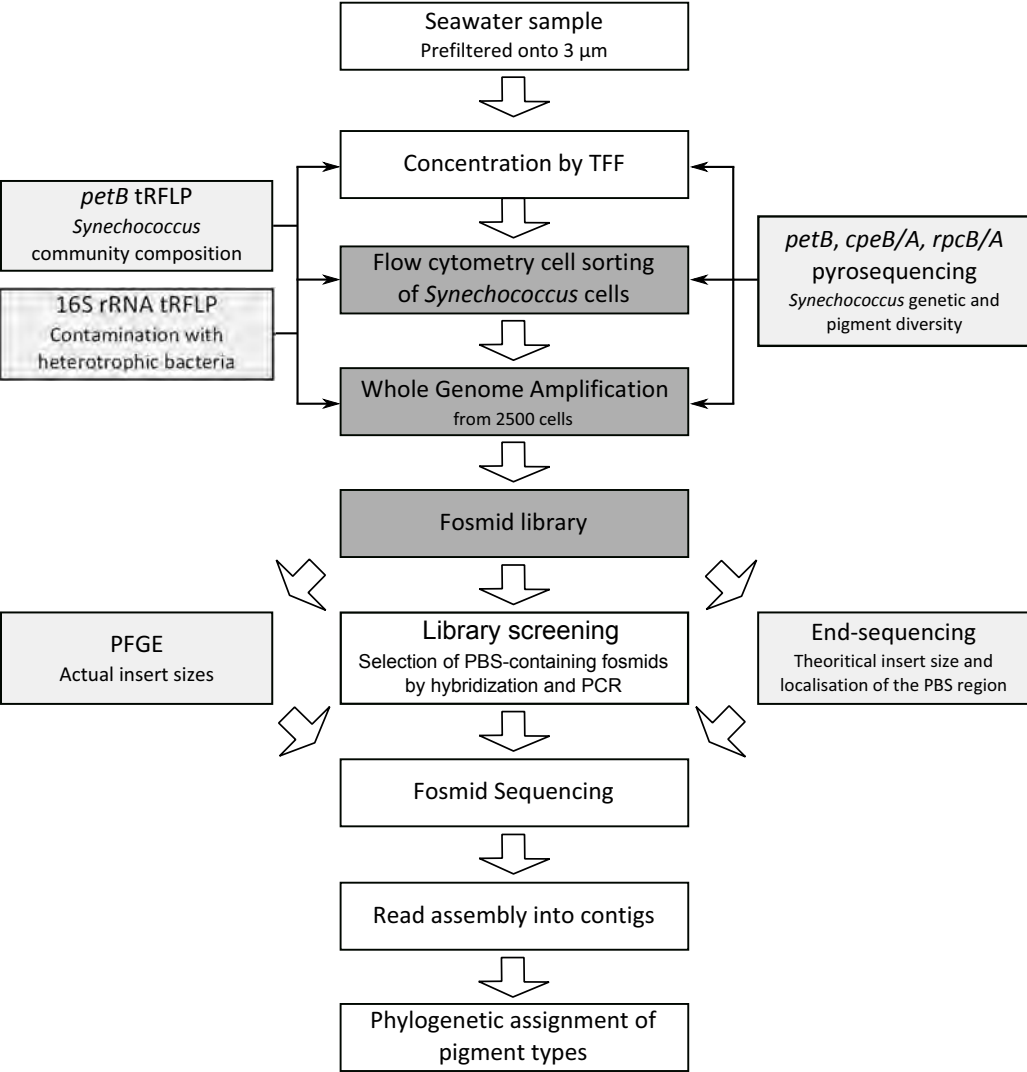 Seawater sample
Prefiltered onto 3 µm
Concentration by TFF
petB tRFLP
Synechococcus
community composition
16S rRNA tRFLP
Contamination with
heterotrophic bacteria
Flow cytometry cell sorting
of Synechococcus cells
petB, cpeB/A, rpcB/A
pyrosequencing
Synechococcus genetic and
pigment diversity
Whole Genome Amplification
from 2500 cells
Fosmid library
PFGE
Actual insert sizes
Library screening
Selection of PBS-containing fosmids
by hybridization and PCR
End-sequencing
Theoritical insert size and
localisation of the PBS region
Fosmid Sequencing
Read assembly into contigs
Phylogenetic assignment of
pigment types